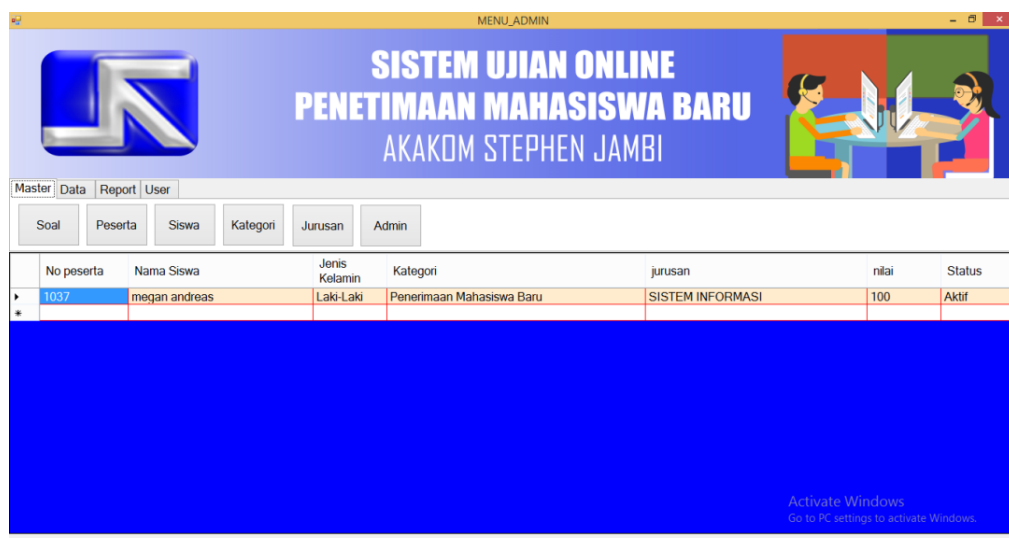 MENU_ADMIN
SISTEM UJIAN ONLINE
PENETIMAAN MAHASISWA BARU
AKAKOM STEPHEN JAMBI
Master Data Report User
Soal Peserta Siswa Kategori Jurusan Admin
No peserta Nama Siswa Jenis Kelamin Kategori jurusan nilai Status
1037 megan andreas Laki-Laki Penerimaan Mahasiswa Baru SISTEM INFORMASI 100 Aktif
Activate Windows
Go to PC settings to activate Windows.